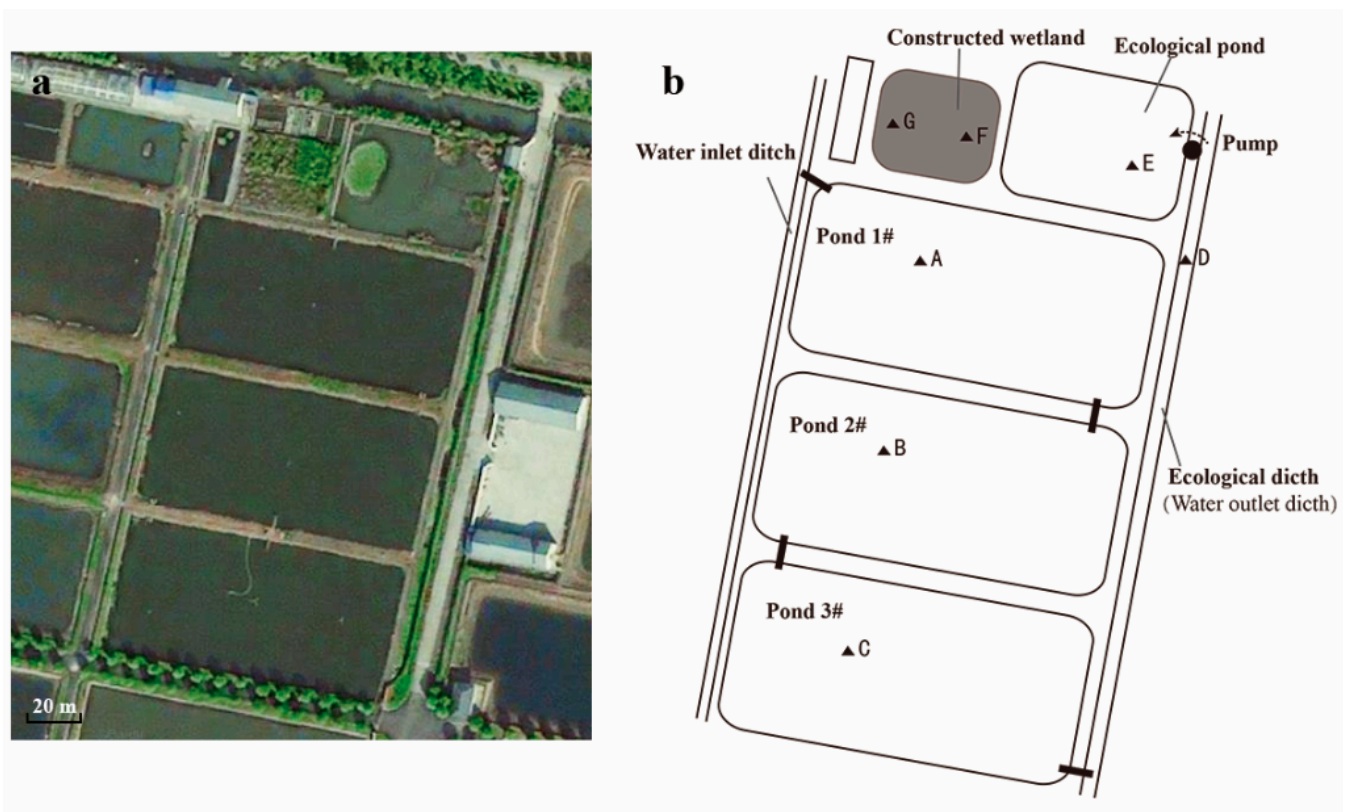 a
20 m
b
Constructed wetland
Ecological pond
G
F
Pump
E
Water inlet ditch
Pond 1#
A
D
Pond 2#
B
Ecological dicth
(Water outlet dicth)
Pond 3#
C